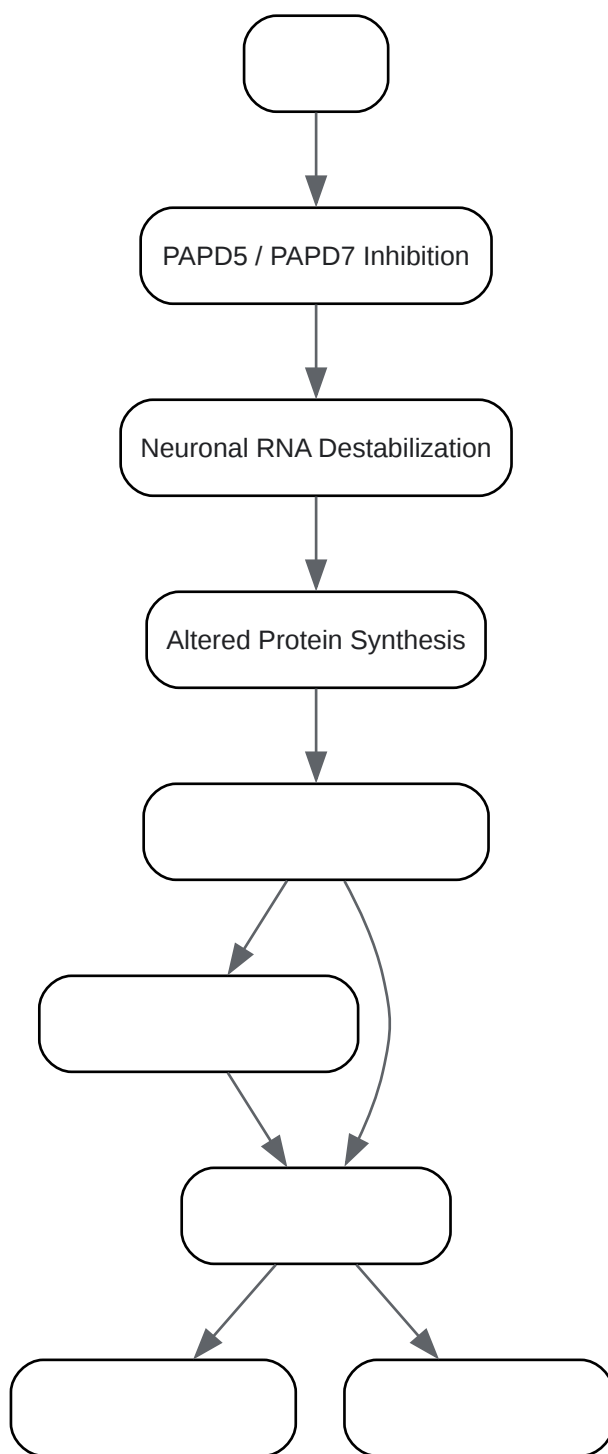 PAPD5 / PAPD7 Inhibition
Neuronal RNA Destabilization
Altered Protein Synthesis